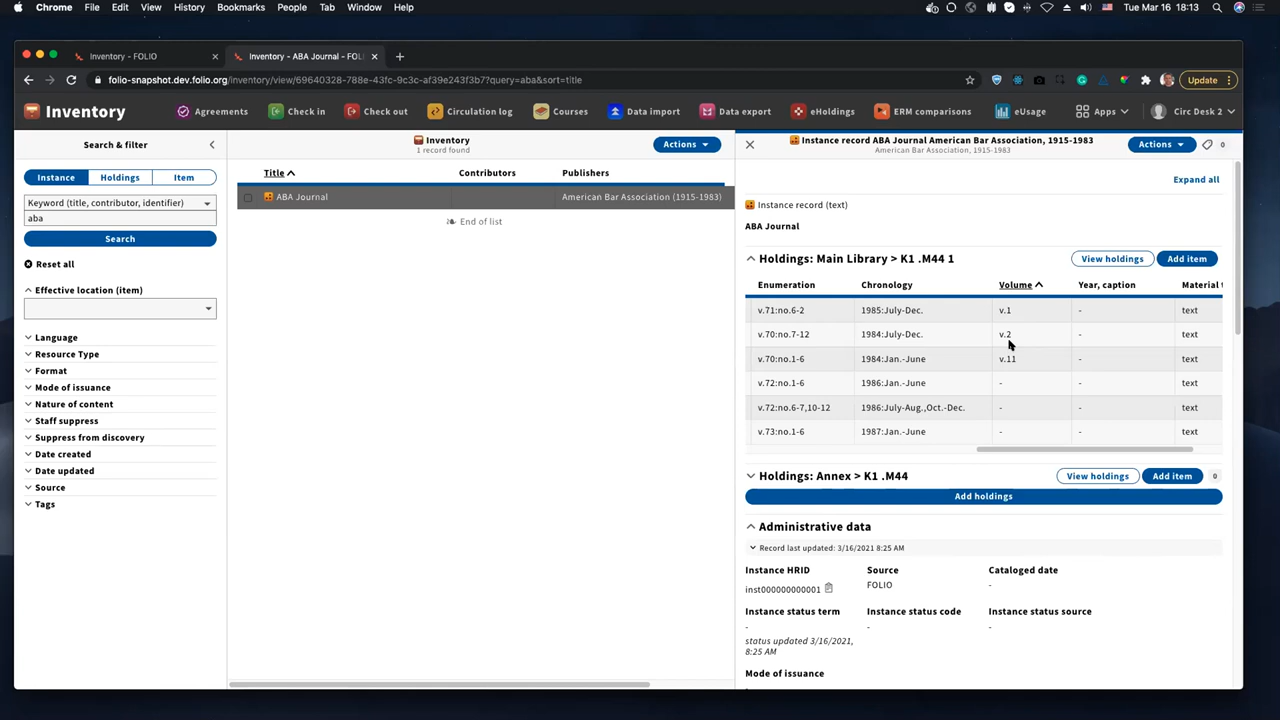 Chrome File Edit View History Bookmarks People Tab Window Help Tue Mar 16 18:13
Inventory - FOLIO
Inventory - ABA Journal - FOLI
folio-snapshot.dev.folio.org/inventory/view/69640328-788e-43fc-9c3c-af39e243f3b7?query=aba&sort=title
Update
Inventory
Agreements
Check in
Check out
Circulation log
Courses
Data import
Data export
eHoldings
ERM comparisons
eUsage
Apps
Circ Desk 2
Search & filter
Instance Holdings Item
Keyword (title, contributor, identifier)
aba
Search
Reset all
Effective location (item)
Language
Resource Type
Format
Mode of issuance
Nature of content
Staff suppress
Suppress from discovery
Date created
Date updated
Source
Tags
Inventory
1 record found
Actions
Title Contributors Publishers
ABA Journal American Bar Association (1915-1983)
End of list
Instance record ABA Journal American Bar Association, 1915-1983
American Bar Association, 1915-1983
Actions
0
Expand all
Instance record (text)
ABA Journal
Holdings: Main Library > K1 .M44 1
View holdings
Add item
Enumeration Chronology Volume Year, caption Material t
v.71:no.6-2 1985:July-Dec. v.1 - text
v.70:no.7-12 1984:July-Dec. v.2 - text
v.70:no.1-6 1984:Jan.-June v.11 - text
v.72:no.1-6 1986:Jan.-June - - text
v.72:no.6-7,10-12 1986:July-Aug.,Oct.-Dec. - - text
v.73:no.1-6 1987:Jan.-June - - text
Holdings: Annex > K1 .M44
View holdings
Add item
0
Add holdings
Administrative data
Record last updated: 3/16/2021 8:25 AM
Instance HRID Source Cataloged date
inst000000000001 FOLIO -
Instance status term Instance status code Instance status source
- - -
status updated 3/16/2021,
8:25 AM
Mode of issuance